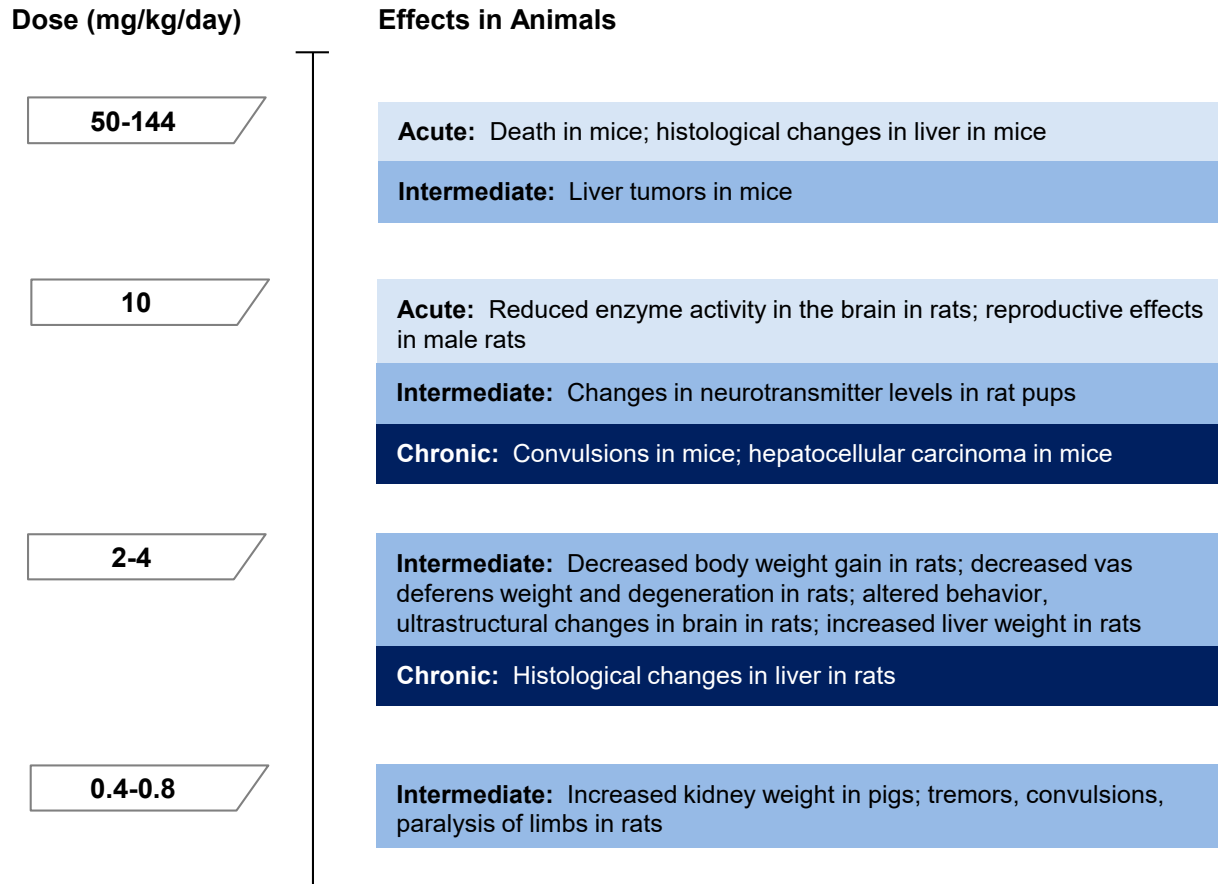 Dose (mg/kg/day) Effects in Animals
50-144
Acute: Death in mice; histological changes in liver in mice
Intermediate: Liver tumors in mice
10
Acute: Reduced enzyme activity in the brain in rats; reproductive effects
in male rats
Intermediate: Changes in neurotransmitter levels in rat pups
Chronic: Convulsions in mice; hepatocellular carcinoma in mice
2-4
Intermediate: Decreased body weight gain in rats; decreased vas
deferens weight and degeneration in rats; altered behavior,
ultrastructural changes in brain in rats; increased liver weight in rats
Chronic: Histological changes in liver in rats
0.4-0.8
Intermediate: Increased kidney weight in pigs; tremors, convulsions,
paralysis of limbs in rats